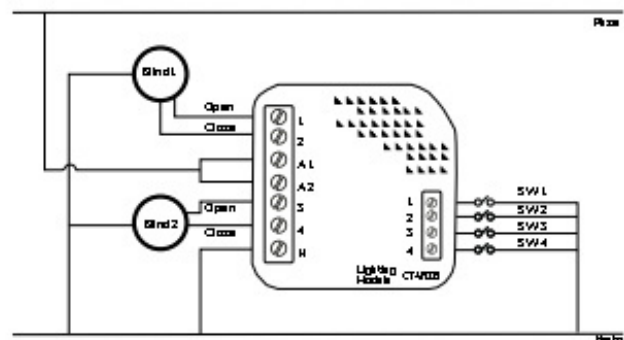 Phase
Blind1
Open
Close
1
2
A1
A2
3
4
N
Blind2
Open
Close
1
2
3
4
SW1
SW2
SW3
SW4
Lighting
Module